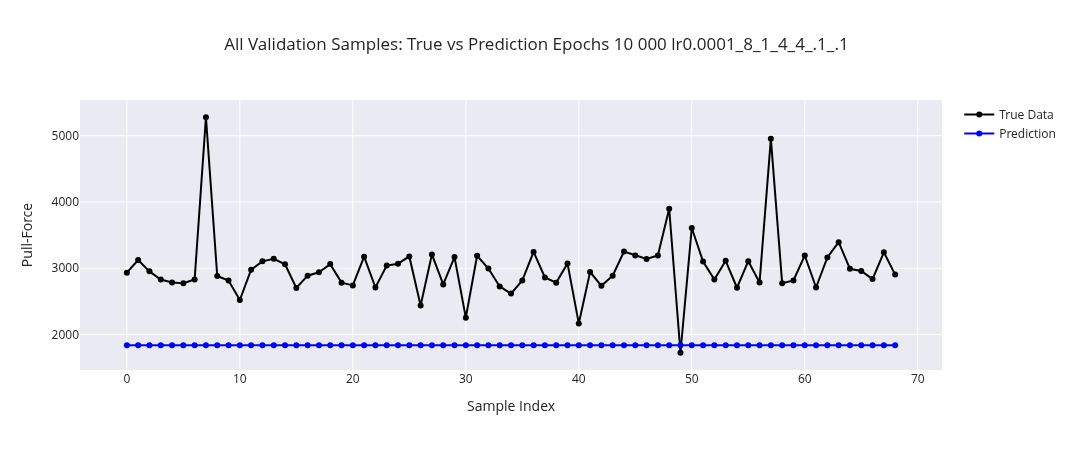 All Validation Samples: True vs Prediction Epochs 10 000 lr0.0001_8_1_4_4_.1_.1
True Data
Prediction
Pull-Force
5000
4000
3000
2000
0 10 20 30 40 50 60 70
Sample Index